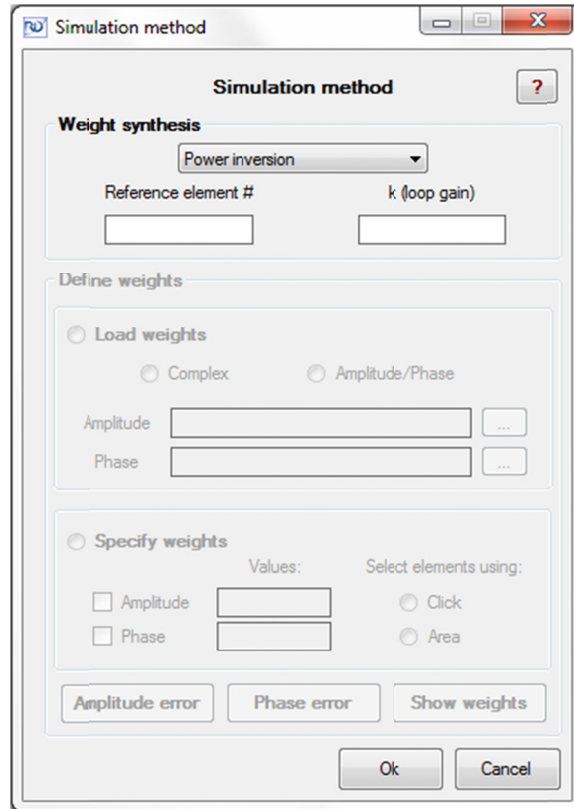 Simulation method
Simulation method
?
Weight synthesis
Power inversion
Reference element # k (loop gain)
Define weights
Load weights
Complex Amplitude/Phase
Amplitude ...
Phase ...
Specify weights
Values: Select elements using:
Amplitude Click
Phase Area
Amplitude error Phase error Show weights
Ok Cancel